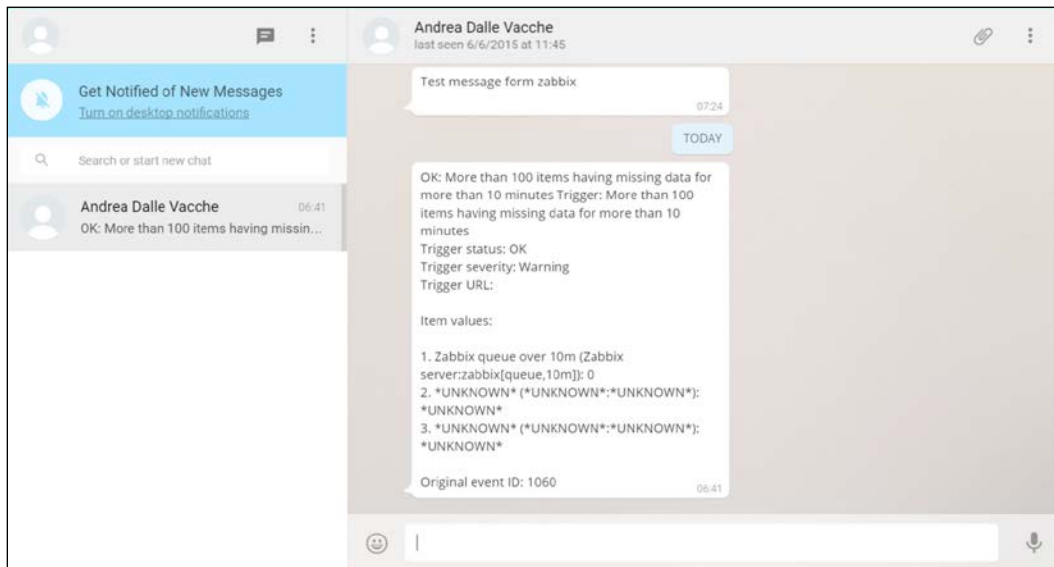 Andrea Dalle Vacche
last seen 6/6/2015 at 11:45
Get Notified of New Messages
Turn on desktop notifications
Search or start new chat
Andrea Dalle Vacche 06:41
OK: More than 100 items having missin...
Test message form zabbix
07:24
TODAY
OK: More than 100 items having missing data for
more than 10 minutes Trigger: More than 100
items having missing data for more than 10
minutes
Trigger status: OK
Trigger severity: Warning
Trigger URL:
Item values:
1. Zabbix queue over 10m (Zabbix
server:zabbix[queue,10m]): 0
2. *UNKNOWN* (*UNKNOWN*:*UNKNOWN*):
*UNKNOWN*
3. *UNKNOWN* (*UNKNOWN*:*UNKNOWN*):
*UNKNOWN*
Original event ID: 1060
06:41